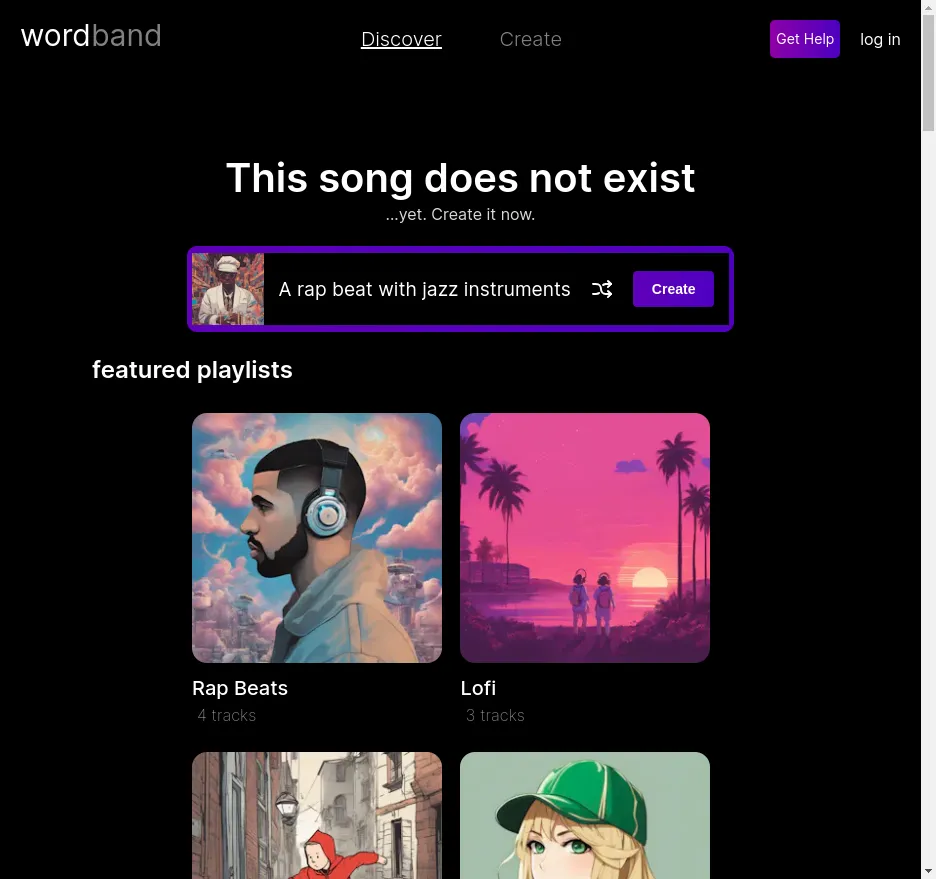 wordband
Discover
Create
Get Help
log in
This song does not exist
...yet. Create it now.
A rap beat with jazz instruments
Create
featured playlists
Rap Beats
4 tracks
Lofi
3 tracks